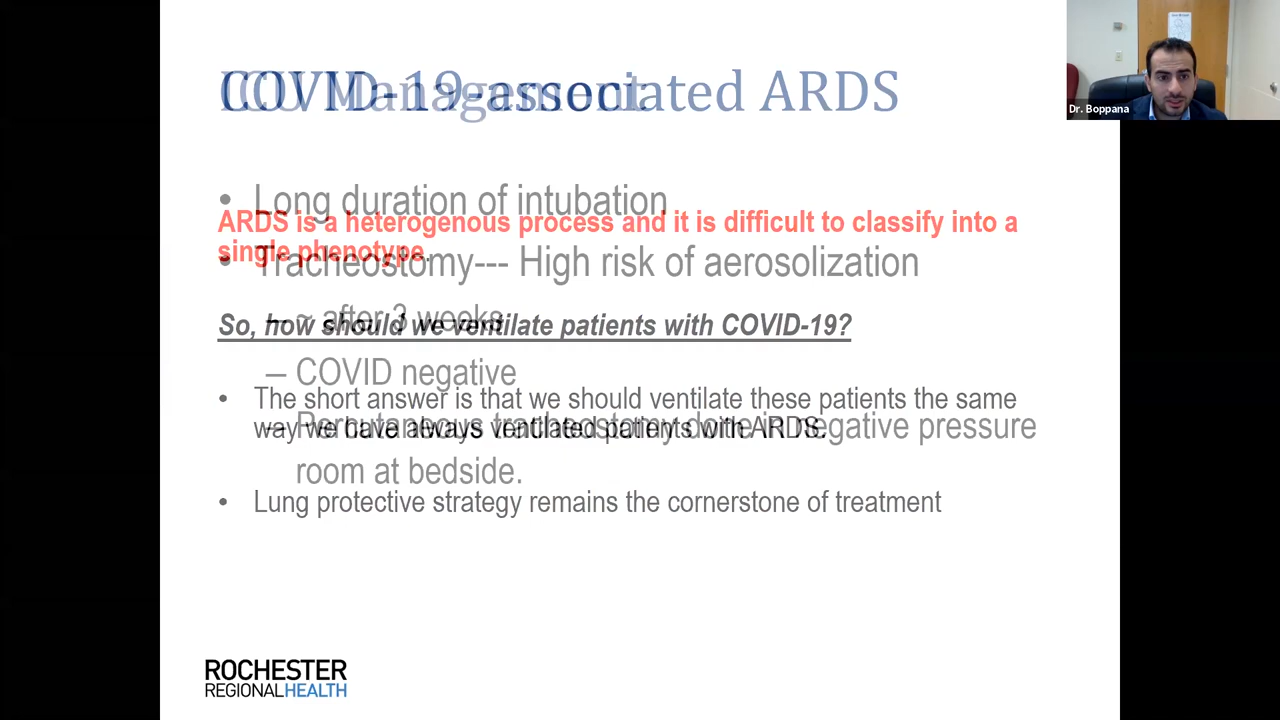 COVID-19-associated ARDS
ICU Management
Dr. Boppana
• Long duration of intubation
ARDS is a heterogenous process and it is difficult to classify into a
single phenotype.
• Tracheostomy--- High risk of aerosolization
– ~ after 3 weeks
So, how should we ventilate patients with COVID-19?
– COVID negative
• The short answer is that we should ventilate these patients the same
way we have always ventilated patients with ARDS.
– Percutaneous tracheostomy done in negative pressure
room at bedside.
• Lung protective strategy remains the cornerstone of treatment
ROCHESTER
REGIONALHEALTH